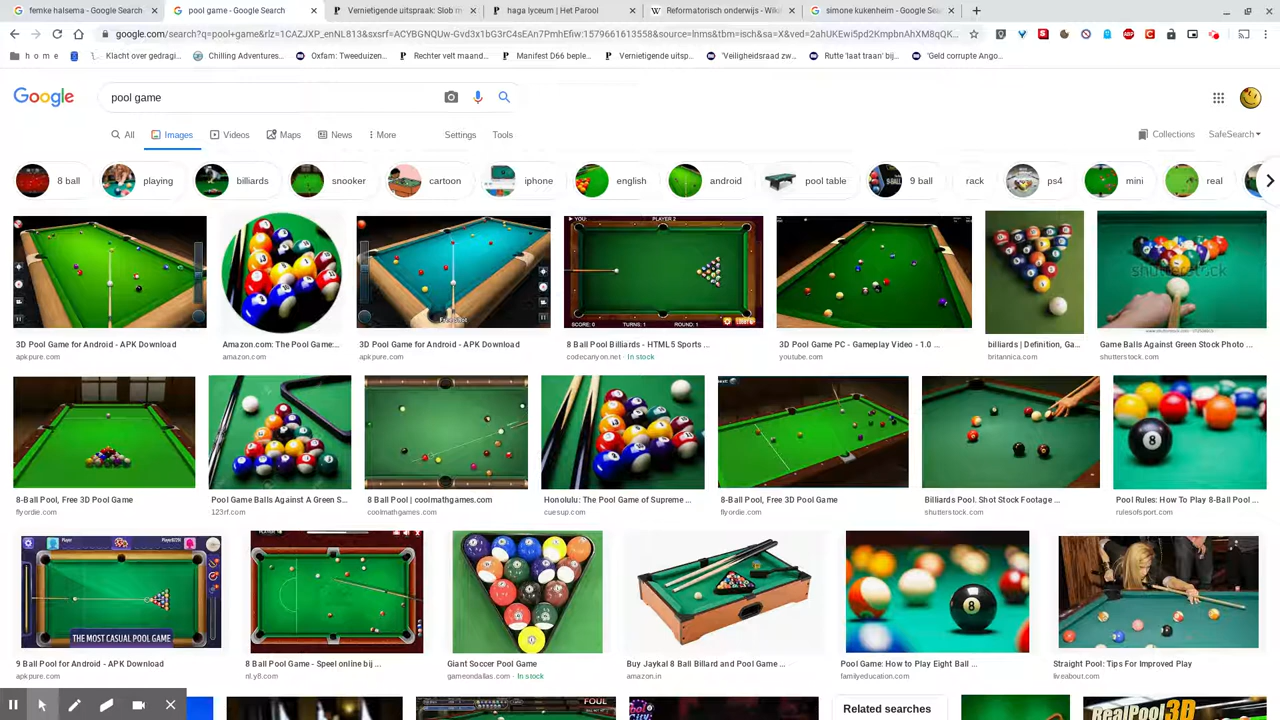 femke halsema - Google Search
pool game - Google Search
Vernietigende uitspraak: Slob m
haga lyceum | Het Parool
Reformatorisch onderwijs - Wiki
simone kukenheim - Google Sea
google.com/search?q=pool+game&rlz=1CAZJXP_enNL813&sxsrf=ACYBGNQUw-Gvd3x1bG3rC4sEAn7PmhEfiw:1579661613558&source=lnms&tbm=isch&sa=X&ved=2ahUKEwi5pd2KmpbnAhXM8qQK...
h o m e
Klacht over gedragi...
Chilling Adventures...
Oxfam: Tweeduizen...
Rechter velt maand...
Manifest D66 beple...
Vernietigende uitsp...
'Veiligheidsraad zw...
Rutte 'laat traan' bij...
'Geld corrupte Ango...
Google
pool game
All
Images
Videos
Maps
News
More
Settings
Tools
Collections
SafeSearch
8 ball
playing
billiards
snooker
cartoon
iphone
english
android
pool table
9 ball
rack
ps4
mini
real
YOU:
PLAYER 2
SCORE: 0
TURNS: 1
ROUND: 1
shutterstock
3D Pool Game for Android - APK Download
apkpure.com
Amazon.com: The Pool Game:...
amazon.com
3D Pool Game for Android - APK Download
apkpure.com
8 Ball Pool Billiards - HTML5 Sports ...
codecanyon.net · In stock
3D Pool Game PC - Gameplay Video - 1.0 ...
youtube.com
billiards | Definition, Ga...
britannica.com
Game Balls Against Green Stock Photo ...
shutterstock.com
8
8-Ball Pool, Free 3D Pool Game
flyordie.com
Pool Game Balls Against A Green S...
123rf.com
8 Ball Pool | coolmathgames.com
coolmathgames.com
Honolulu: The Pool Game of Supreme ...
cuesup.com
8-Ball Pool, Free 3D Pool Game
flyordie.com
Billiards Pool. Shot Stock Footage ...
shutterstock.com
Pool Rules: How To Play 8-Ball Pool ...
rulesofsport.com
THE MOST CASUAL POOL GAME
8
9 Ball Pool for Android - APK Download
apkpure.com
8 Ball Pool Game - Speel online bij ...
nl.y8.com
Giant Soccer Pool Game
gameondallas.com · In stock
Buy Jaykal 8 Ball Billard and Pool Game ...
amazon.in
Pool Game: How to Play Eight Ball ...
familyeducation.com
Straight Pool: Tips For Improved Play
liveabout.com
FOUL
Related searches
RealPool3D